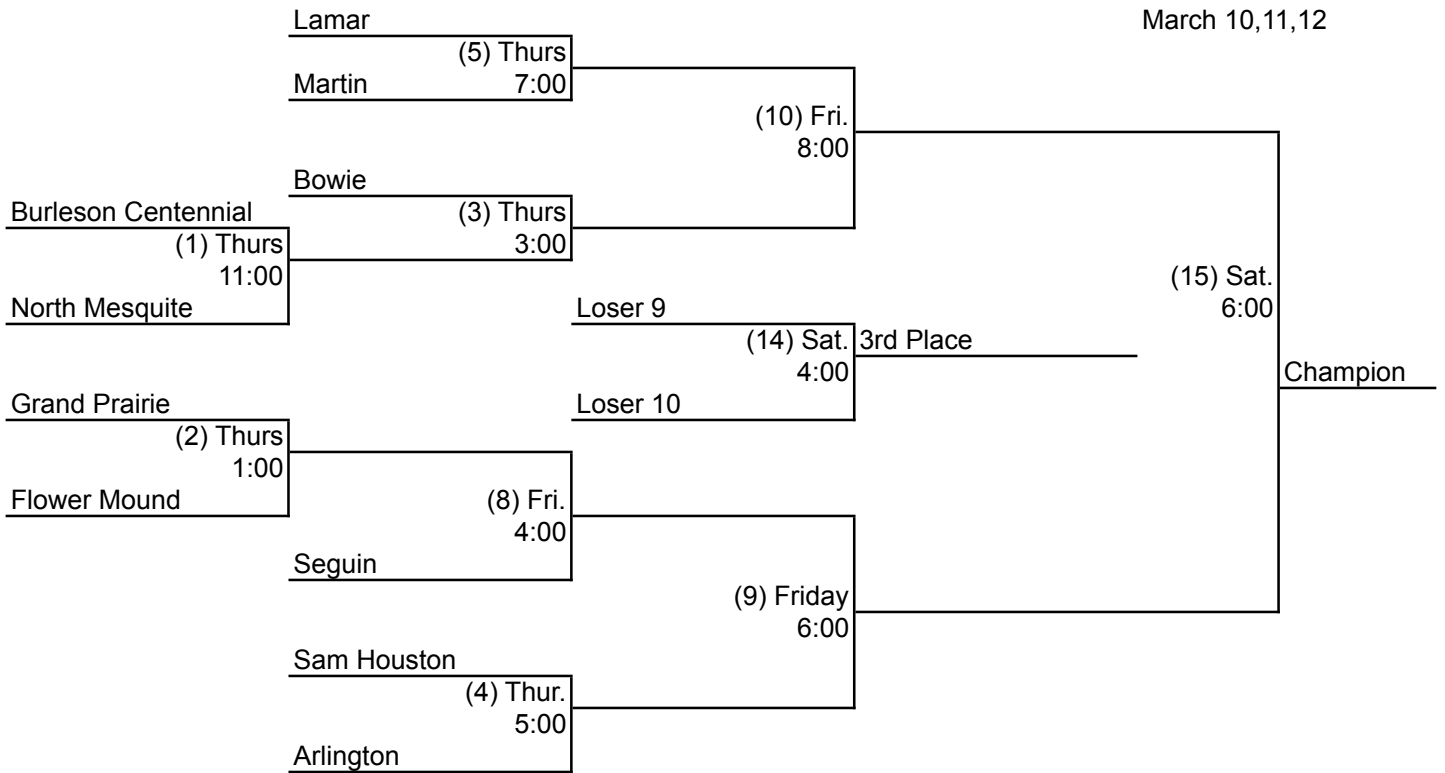 Lamar
March 10,11,12
(5) Thurs
Martin
7:00
(10) Fri.
8:00
Bowie
Burleson Centennial
(3) Thurs
(1) Thurs
3:00
11:00
(15) Sat.
North Mesquite
Loser 9
6:00
(14) Sat.
3rd Place
4:00
Champion
Grand Prairie
Loser 10
(2) Thurs
1:00
Flower Mound
(8) Fri.
4:00
Seguin
(9) Friday
6:00
Sam Houston
(4) Thur.
5:00
Arlington